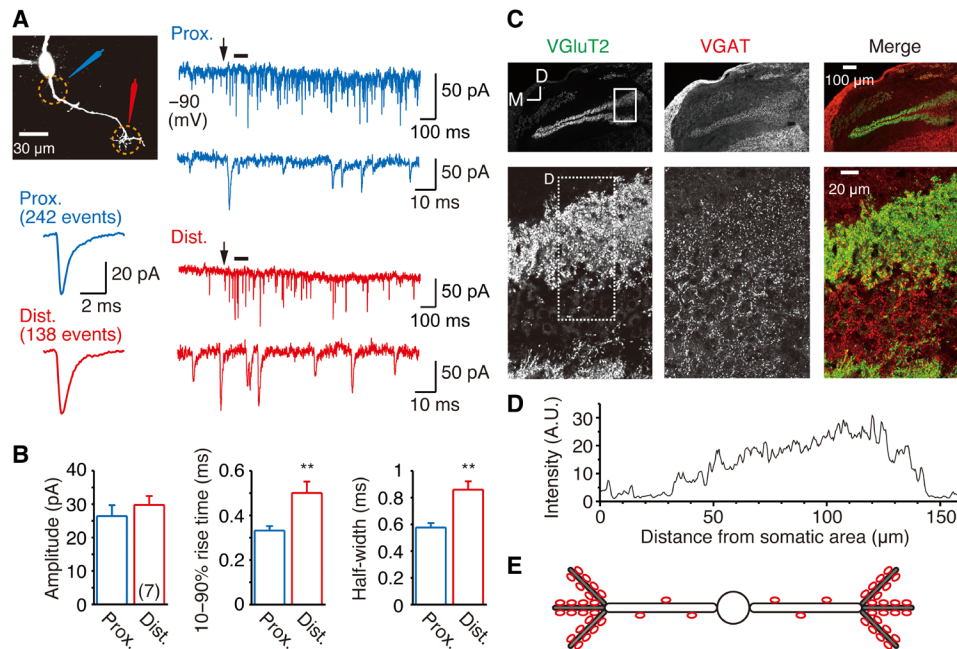 A
Prox.
–90
(mV)
50 pA
100 ms
30 µm
50 pA
10 ms
Prox.
(242 events)
20 pA
2 ms
Dist.
50 pA
100 ms
Dist.
(138 events)
50 pA
10 ms
B
Amplitude (pA)
40
30
20
10
0
(7)
Prox.
Dist.
10–90% rise time (ms)
0.6
0.4
0.2
0
**
Prox.
Dist.
Half-width (ms)
1
0.8
0.6
0.4
0.2
0
**
Prox.
Dist.
C
VGluT2
VGAT
Merge
D
M
100 µm
D
20 µm
D
Intensity (A.U.)
30
20
10
0
0
50
100
150
Distance from somatic area (µm)
E